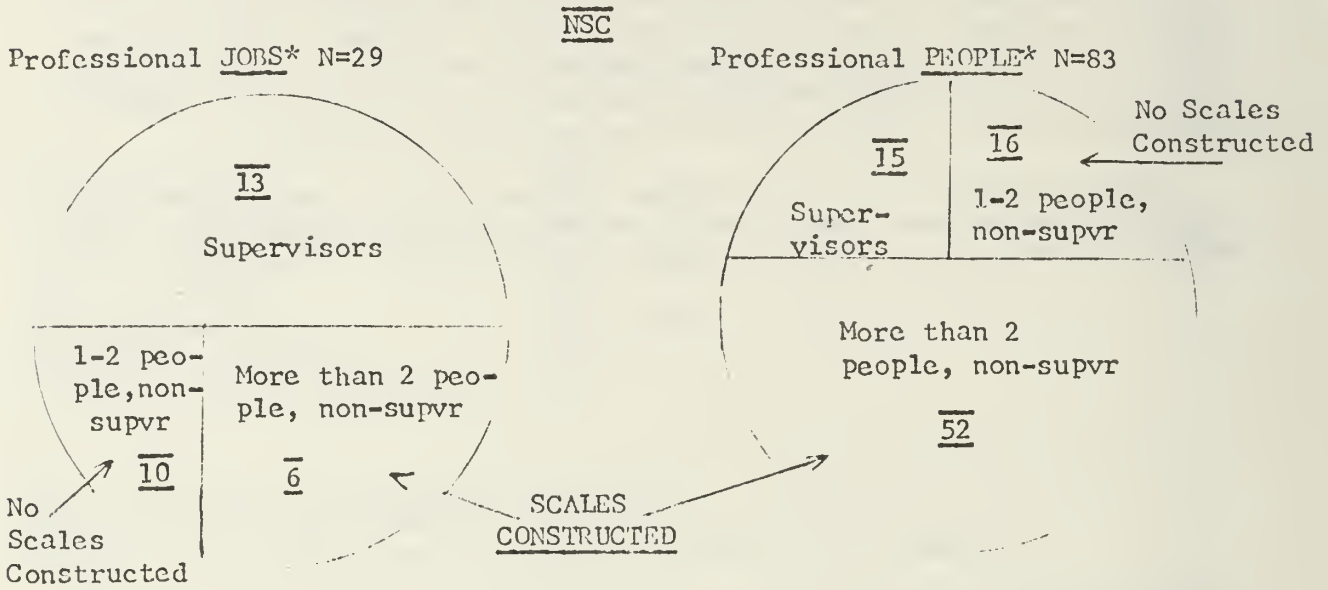 NSC
Professional JOBS* N=29
Professional PEOPLE* N=83
13
Supervisors
1-2 peo-
ple,non-
supvr
10
More than 2 peo-
ple, non-supvr
6
No
Scales
Constructed
SCALES
CONSTRUCTED
15
Super-
visors
16
1-2 people,
non-supvr
No Scales
Constructed
More than 2
people, non-supvr
52